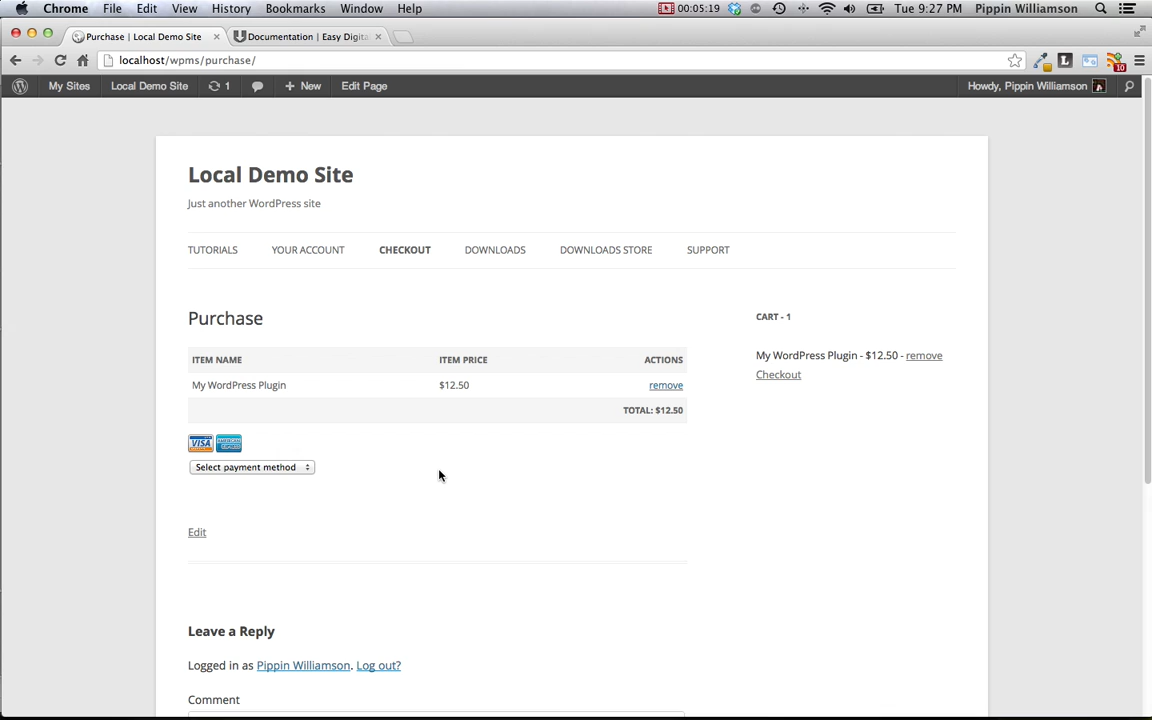 Chrome File Edit View History Bookmarks Window Help 00:05:19 Tue 9:27 PM Pippin Williamson
Purchase | Local Demo Site × Documentation | Easy Digita ×
localhost/wpms/purchase/ 10
My Sites Local Demo Site 1 New Edit Page Howdy, Pippin Williamson
Local Demo Site
Just another WordPress site
TUTORIALS YOUR ACCOUNT CHECKOUT DOWNLOADS DOWNLOADS STORE SUPPORT
Purchase
CART - 1
ITEM NAME ITEM PRICE ACTIONS
My WordPress Plugin $12.50 remove
TOTAL: $12.50
My WordPress Plugin - $12.50 - remove
Checkout
VISA
Select payment method
Edit
Leave a Reply
Logged in as Pippin Williamson. Log out?
Comment